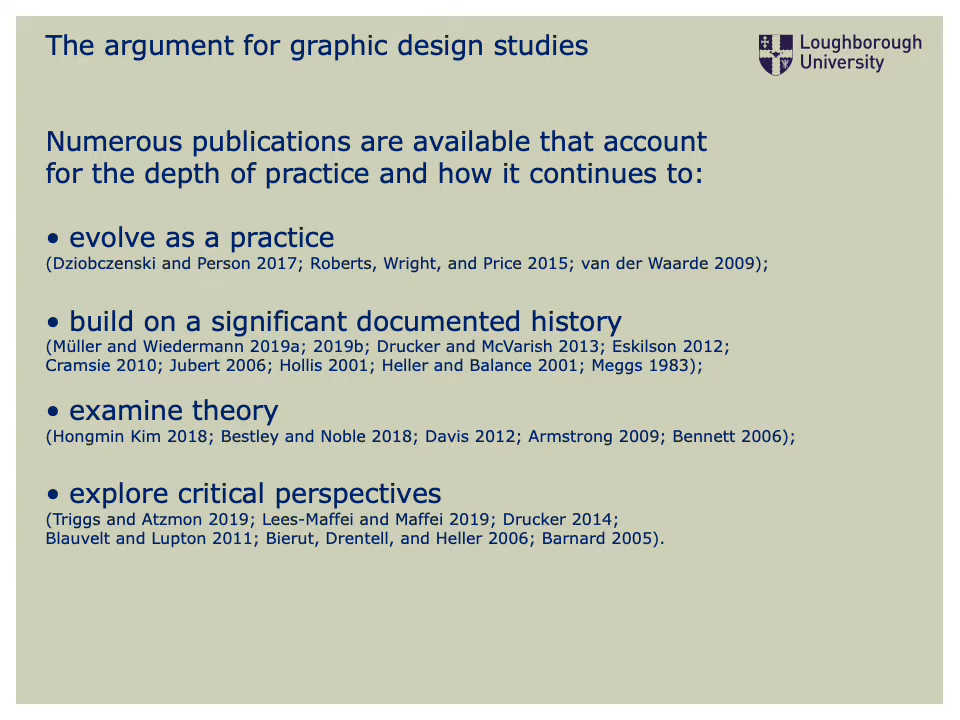 The argument for graphic design studies
Loughborough
University
Numerous publications are available that account
for the depth of practice and how it continues to:
• evolve as a practice
(Dziobczenski and Person 2017; Roberts, Wright, and Price 2015; van der Waarde 2009);
• build on a significant documented history
(Müller and Wiedermann 2019a; 2019b; Drucker and McVarish 2013; Eskilson 2012;
Cramsie 2010; Jubert 2006; Hollis 2001; Heller and Balance 2001; Meggs 1983);
• examine theory
(Hongmin Kim 2018; Bestley and Noble 2018; Davis 2012; Armstrong 2009; Bennett 2006);
• explore critical perspectives
(Triggs and Atzmon 2019; Lees-Maffei and Maffei 2019; Drucker 2014;
Blauvelt and Lupton 2011; Bierut, Drentell, and Heller 2006; Barnard 2005).